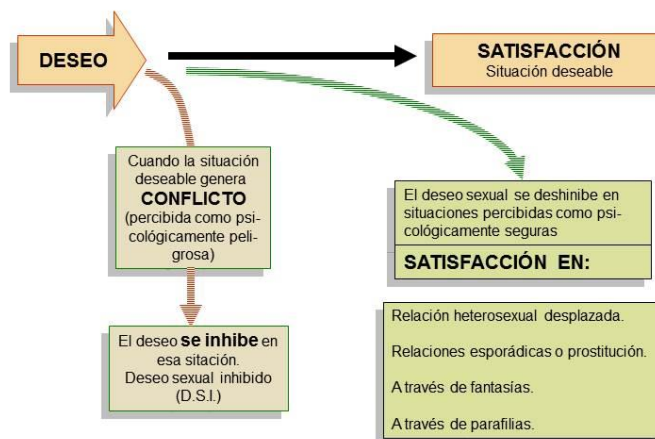 DESEO
SATISFACCIÓN
Situación deseable
Cuando la situación
deseable genera
CONFLICTO
(percibida como psi-
cológicamente peli-
grosa)
El deseo se inhibe en
esa sitación.
Deseo sexual inhibido
(D.S.I.)
El deseo sexual se deshinibe en
situaciones percibidas como psi-
cológicamente seguras
SATISFACCIÓN EN:
Relación heterosexual desplazada.
Relaciones esporádicas o prostitución.
A través de fantasías.
A través de parafilias.